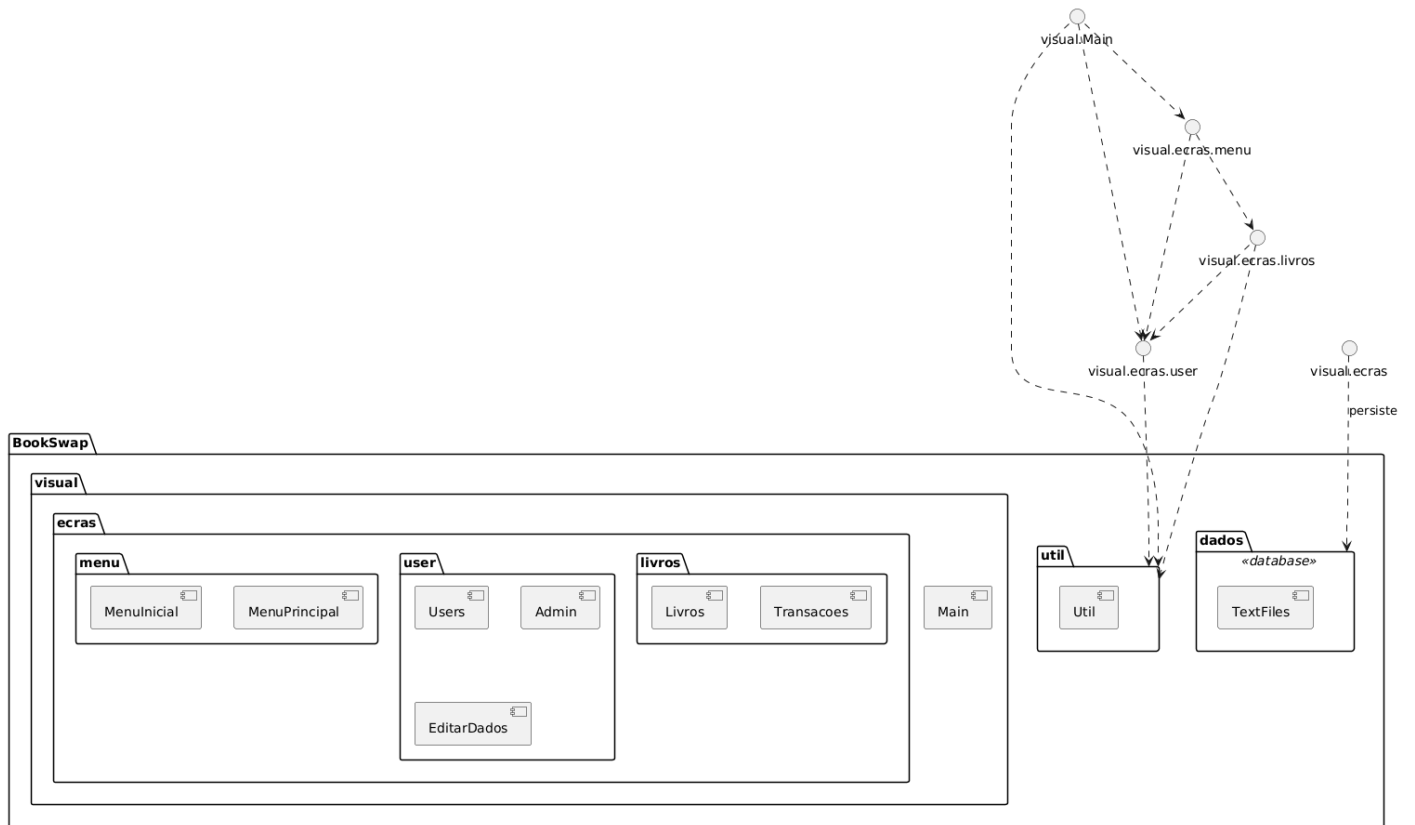 visual.Main
visual.ecras.menu
visual.ecras.livros
visual.ecras.user
visual.ecras
persiste
BookSwap
visual
ecras
menu
MenuInicial
MenuPrincipal
user
Users
Admin
EditarDados
livros
Livros
Transacoes
Main
util
Util
dados
«database»
TextFiles